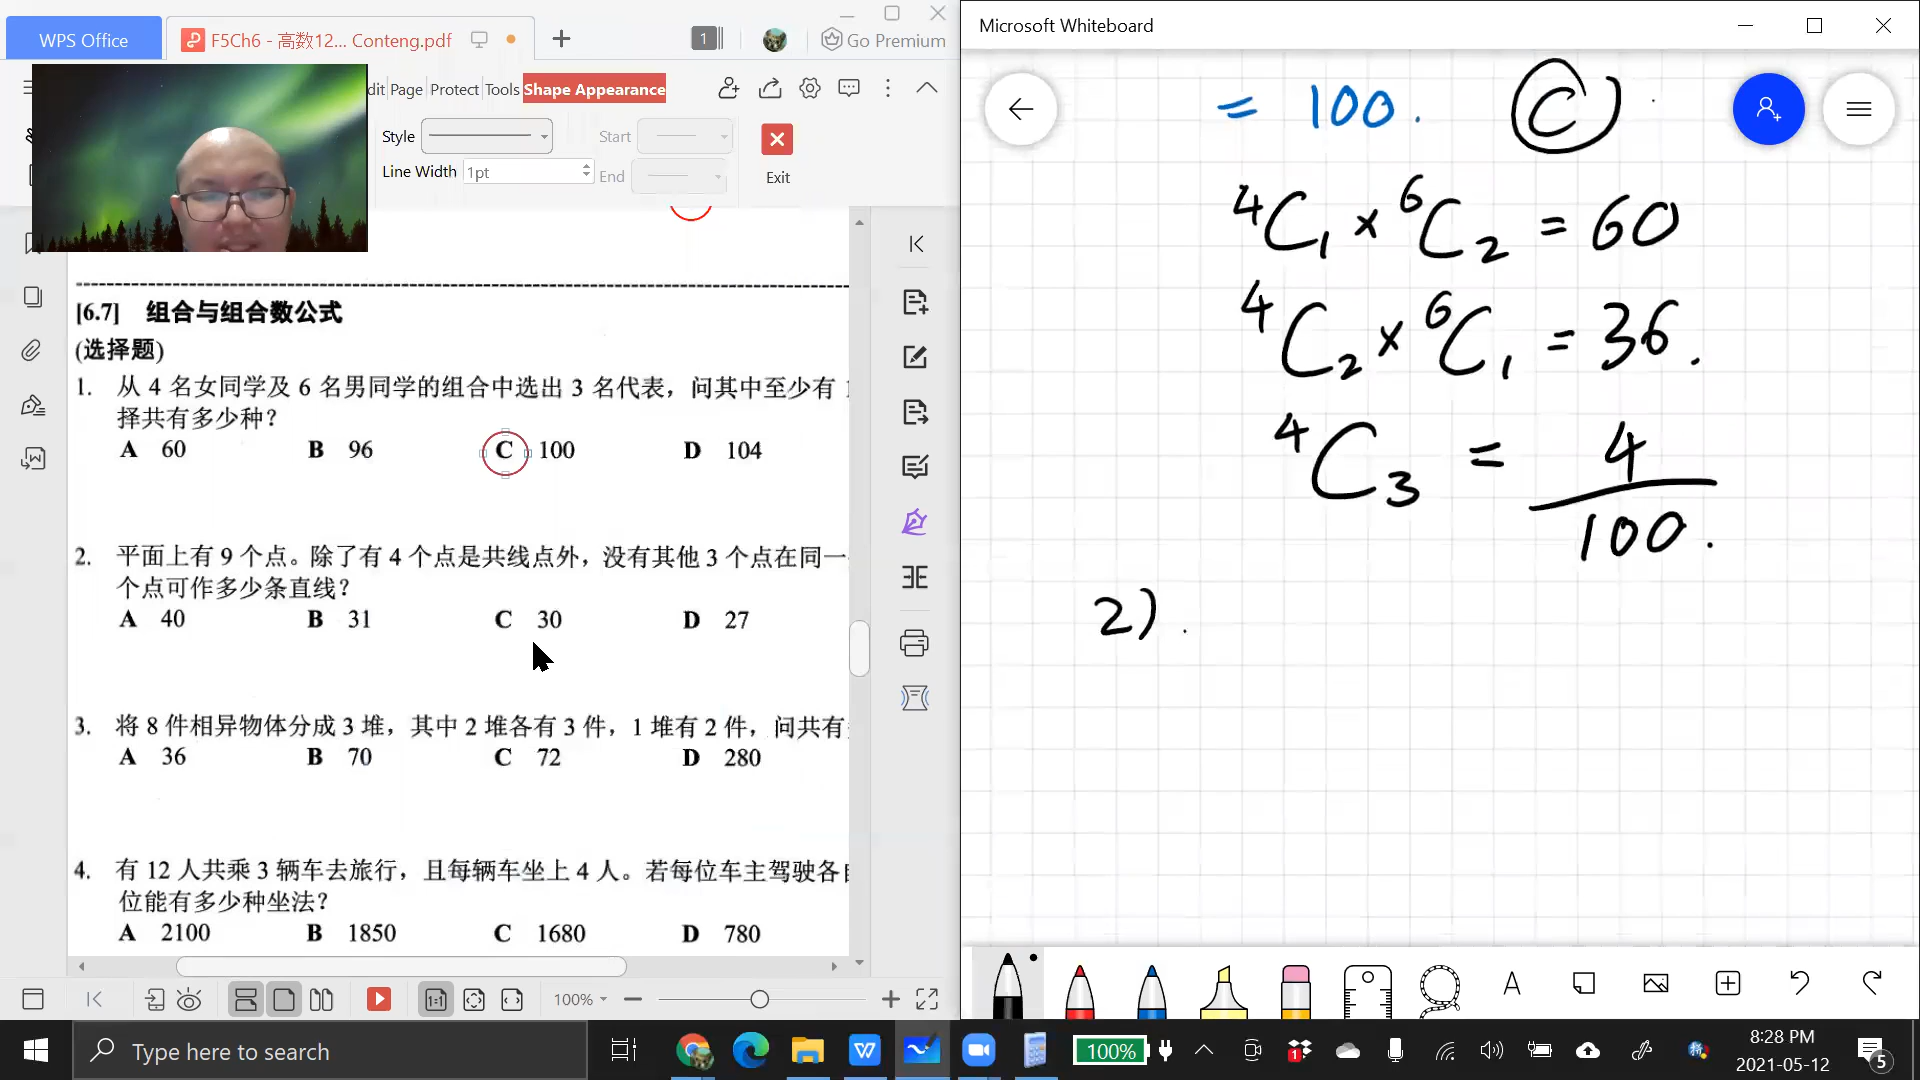 WPS Office
F5Ch6 - 高数12... Conteng.pdf
1
Go Premium
dit Page Protect Tools Shape Appearance
Style
Start
Line Width 1pt
End
Exit
[6.7] 组合与组合数公式
(选择题)
1. 从 4 名女同学及 6 名男同学的组合中选出 3 名代表，问其中至少有
择共有多少种？
A 60 B 96 C 100 D 104
2. 平面上有 9 个点。除了有 4 个点是共线点外，没有其他 3 个点在同一
个点可作多少条直线？
A 40 B 31 C 30 D 27
3. 将 8 件相异物体分成 3 堆，其中 2 堆各有 3 件，1 堆有 2 件，问共有
A 36 B 70 C 72 D 280
4. 有 12 人共乘 3 辆车去旅行，且每辆车坐上 4 人。若每位车主驾驶各
位能有多少种坐法？
A 2100 B 1850 C 1680 D 780
100%
Microsoft Whiteboard
= 100. C)
⁴C₁ × ⁶C₂ = 60
⁴C₂ × ⁶C₁ = 36.
⁴C₃ = 4
100.
2).
Type here to search
100%
1
8:28 PM
2021-05-12
5